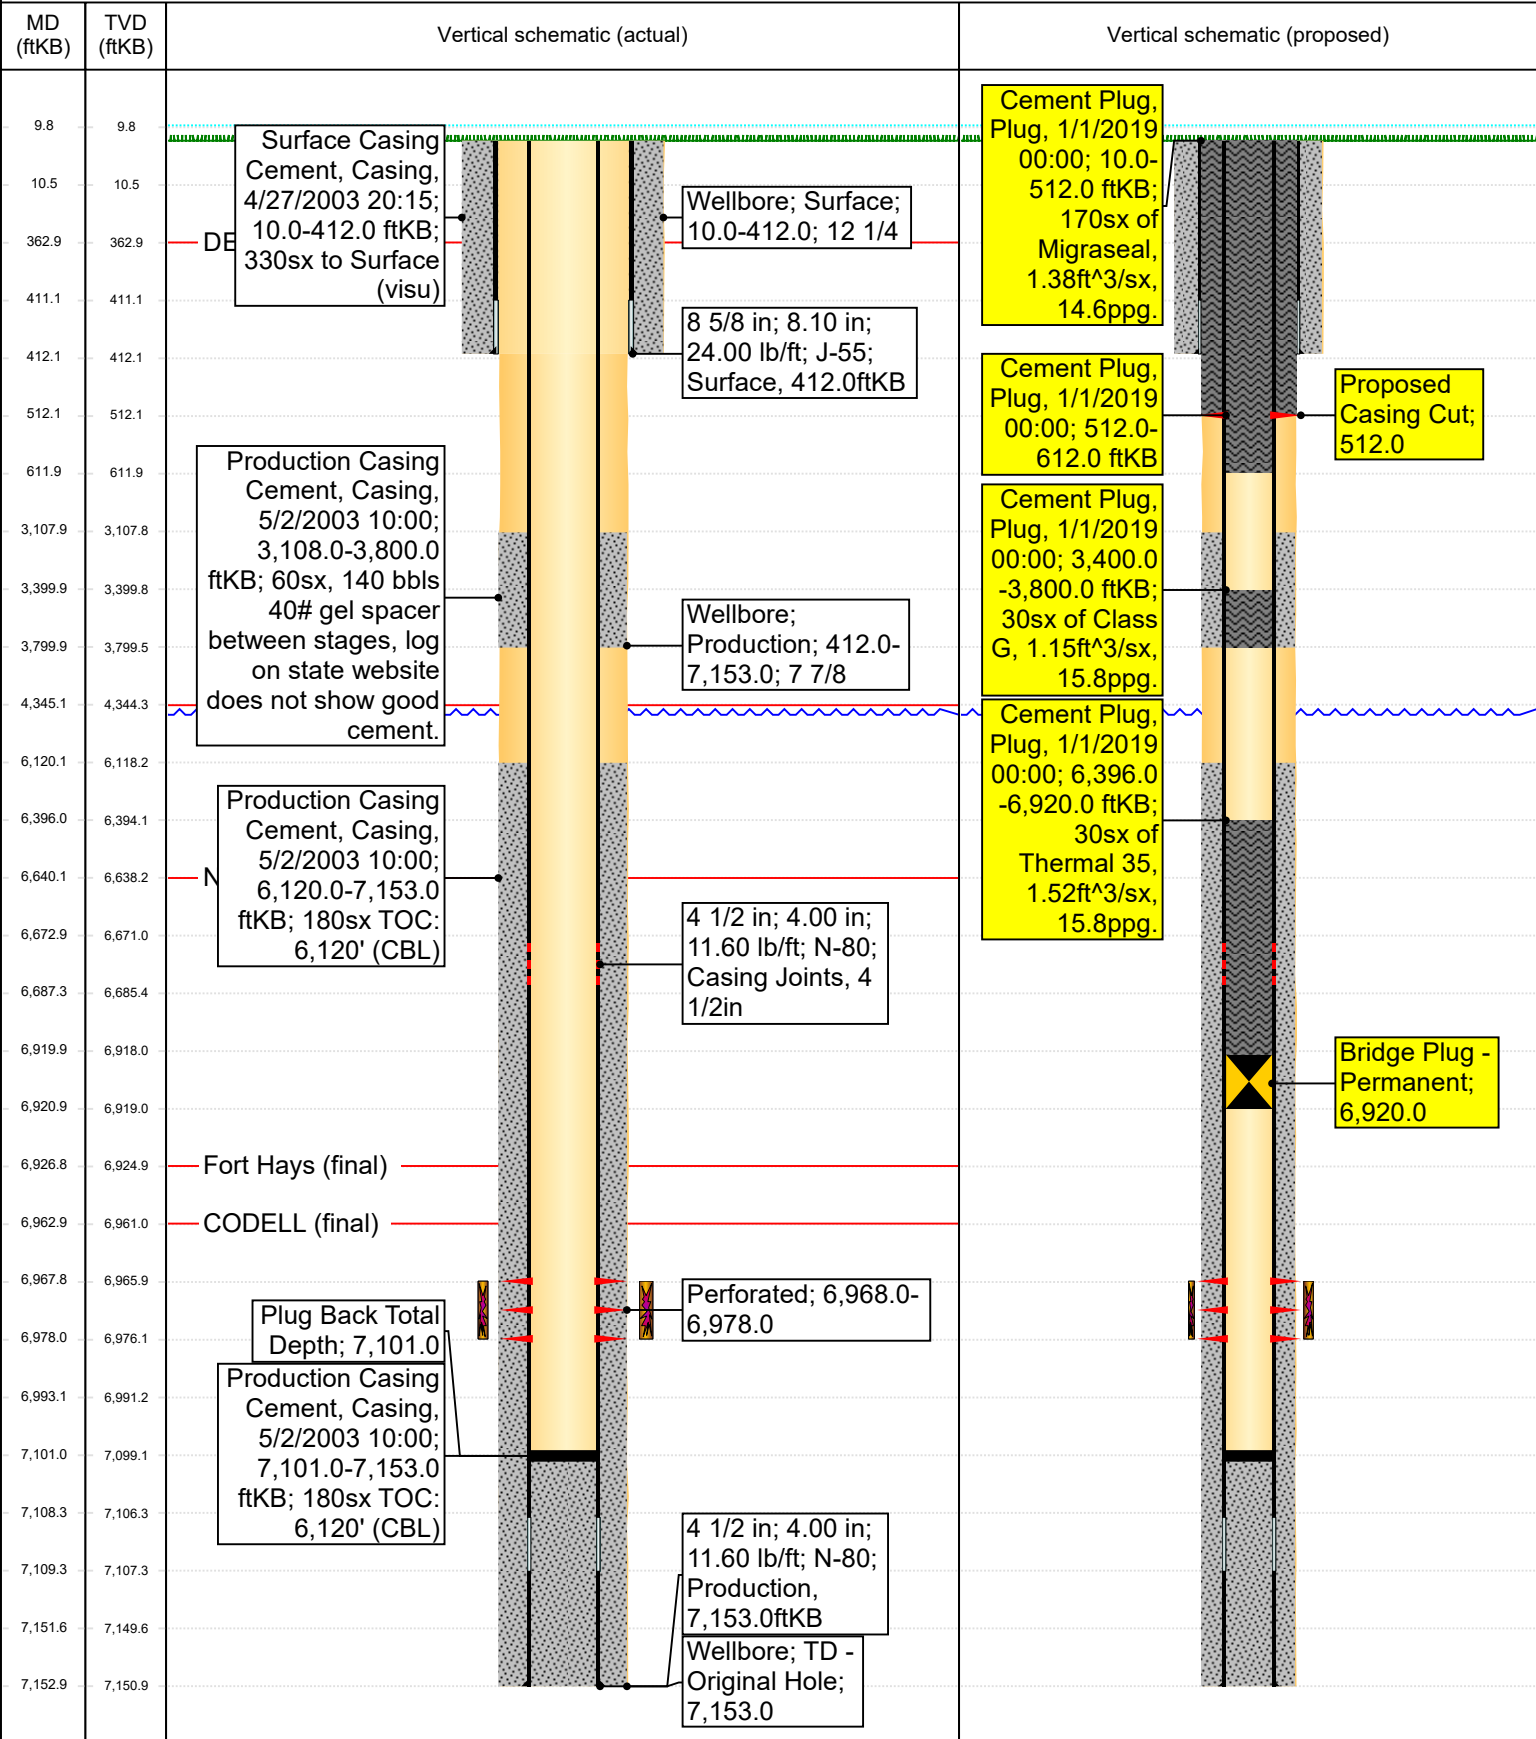 MD
(ftKB)
TVD
(ftKB)
Vertical schematic (actual)
Vertical schematic (proposed)
9.8 9.8
10.5 10.5
362.9 362.9
411.1 411.1
412.1 412.1
512.1 512.1
611.9 611.9
3,107.9 3,107.8
3,399.9 3,399.8
3,799.9 3,799.5
4,345.1 4,344.3
6,120.1 6,118.2
6,396.0 6,394.1
6,640.1 6,638.2
6,672.9 6,671.0
6,687.3 6,685.4
6,919.9 6,918.0
6,920.9 6,919.0
6,926.8 6,924.9
6,962.9 6,961.0
6,967.8 6,965.9
6,978.0 6,976.1
6,993.1 6,991.2
7,101.0 7,099.1
7,108.3 7,106.3
7,109.3 7,107.3
7,151.6 7,149.6
7,152.9 7,150.9
Surface Casing
Cement, Casing,
4/27/2003 20:15;
10.0-412.0 ftKB;
330sx to Surface
(visu)
DE
Production Casing
Cement, Casing,
5/2/2003 10:00;
3,108.0-3,800.0
ftKB; 60sx, 140 bbls
40# gel spacer
between stages, log
on state website
does not show good
cement.
Production Casing
Cement, Casing,
5/2/2003 10:00;
6,120.0-7,153.0
ftKB; 180sx TOC:
6,120' (CBL)
N
Fort Hays (final)
CODELL (final)
Plug Back Total
Depth; 7,101.0
Production Casing
Cement, Casing,
5/2/2003 10:00;
7,101.0-7,153.0
ftKB; 180sx TOC:
6,120' (CBL)
Wellbore; Surface;
10.0-412.0; 12 1/4
8 5/8 in; 8.10 in;
24.00 lb/ft; J-55;
Surface, 412.0ftKB
Wellbore;
Production; 412.0-
7,153.0; 7 7/8
4 1/2 in; 4.00 in;
11.60 lb/ft; N-80;
Casing Joints, 4
1/2in
Perforated; 6,968.0-
6,978.0
4 1/2 in; 4.00 in;
11.60 lb/ft; N-80;
Production,
7,153.0ftKB
Wellbore; TD -
Original Hole;
7,153.0
Cement Plug,
Plug, 1/1/2019
00:00; 10.0-
512.0 ftKB;
170sx of
Migraseal,
1.38ft^3/sx,
14.6ppg.
Cement Plug,
Plug, 1/1/2019
00:00; 512.0-
612.0 ftKB
Cement Plug,
Plug, 1/1/2019
00:00; 3,400.0
-3,800.0 ftKB;
30sx of Class
G, 1.15ft^3/sx,
15.8ppg.
Cement Plug,
Plug, 1/1/2019
00:00; 6,396.0
-6,920.0 ftKB;
30sx of
Thermal 35,
1.52ft^3/sx,
15.8ppg.
Proposed
Casing Cut;
512.0
Bridge Plug -
Permanent;
6,920.0